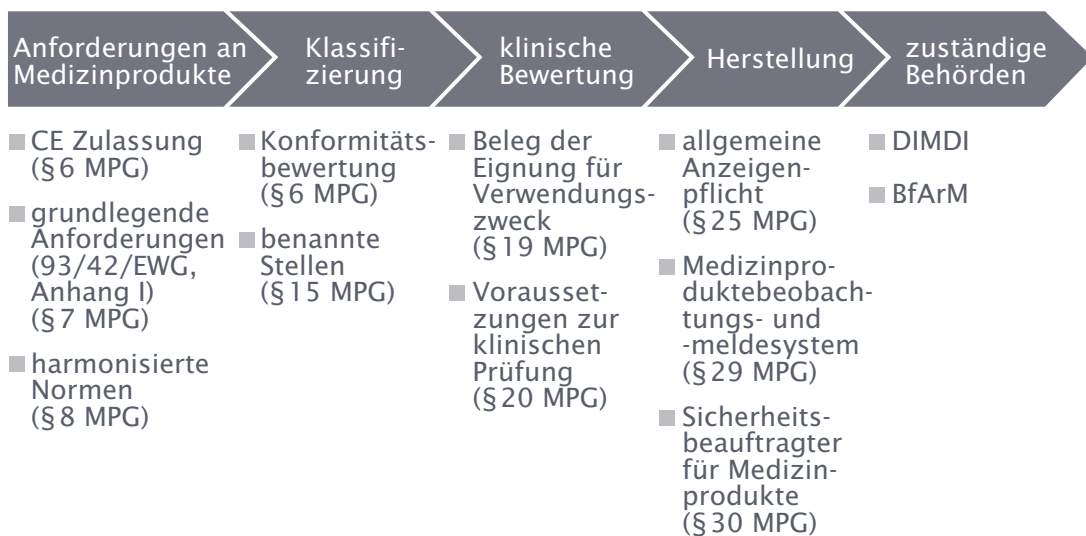 Anforderungen an
Medizinprodukte
Klassifi-
zierung
klinische
Bewertung
Herstellung
zuständige
Behörden
CE Zulassung
(§6 MPG)
grundlegende
Anforderungen
(93/42/EWG,
Anhang I)
(§7 MPG)
harmonisierte
Normen
(§8 MPG)
Konformitäts-
bewertung
(§6 MPG)
benannte
Stellen
(§15 MPG)
Beleg der
Eignung für
Verwendungs-
zweck
(§19 MPG)
Vorausset-
zungen zur
klinischen
Prüfung
(§20 MPG)
allgemeine
Anzeigen-
pflicht
(§25 MPG)
Medizinpro-
duktebeobach-
tungs- und
-meldesystem
(§29 MPG)
Sicherheits-
beauftragter
für Medizin-
produkte
(§30 MPG)
DIMDI
BfArM